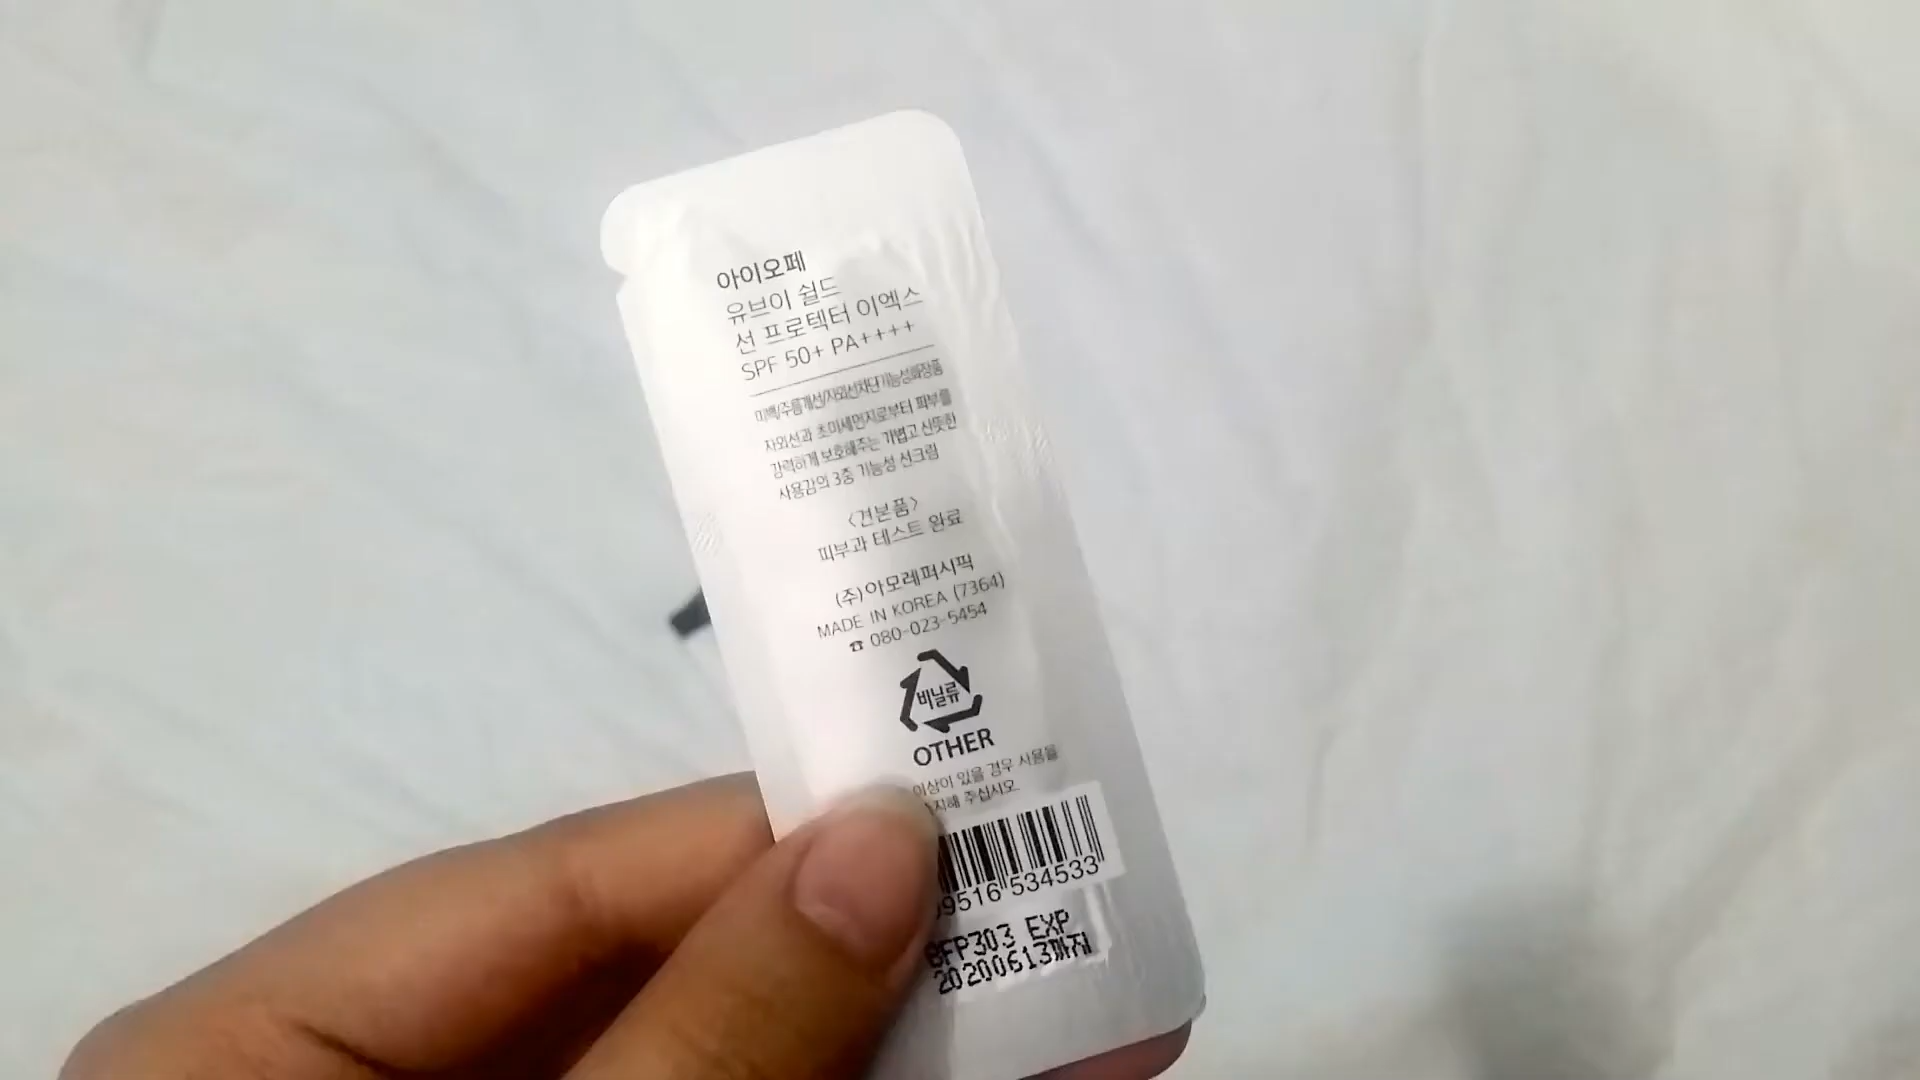 아이오페
유브이 쉴드
선 프로텍터 이엑스
SPF 50+ PA++++
미백/주름개선/자외선차단기능성화장품
자외선과 초미세먼지로부터 피부를
강력하게 보호해주는 가볍고 산뜻한
사용감의 3중 기능성 선크림
<견본품>
피부과 테스트 완료
(주)아모레퍼시픽
MADE IN KOREA (7364)
☎ 080-023-5454
비닐류
OTHER
이상이 있을 경우 사용을
주십시오.
9516 534533
BFP303 EXP
20200613까지